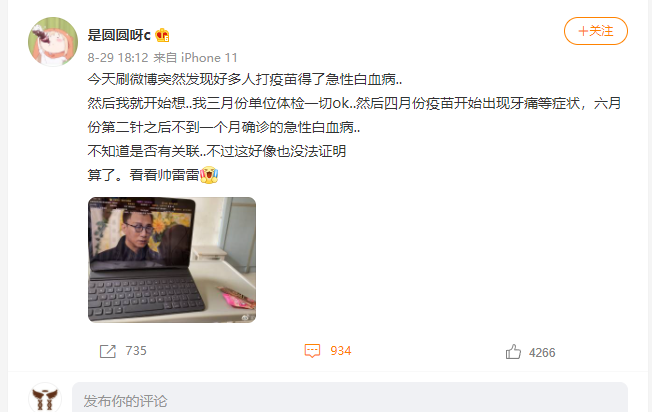 是圆圆呀c
+关注
8-29 18:12 来自 iPhone 11
今天刷微博突然发现好多人打疫苗得了急性白血病..
然后我就开始想..我三月份单位体检一切ok..然后四月份疫苗开始出现牙痛等症状，六月
份第二针之后不到一个月确诊的急性白血病..
不知道是否有关联..不过这好像也没法证明
算了。看看帅雷雷
735
934
4266
发布你的评论